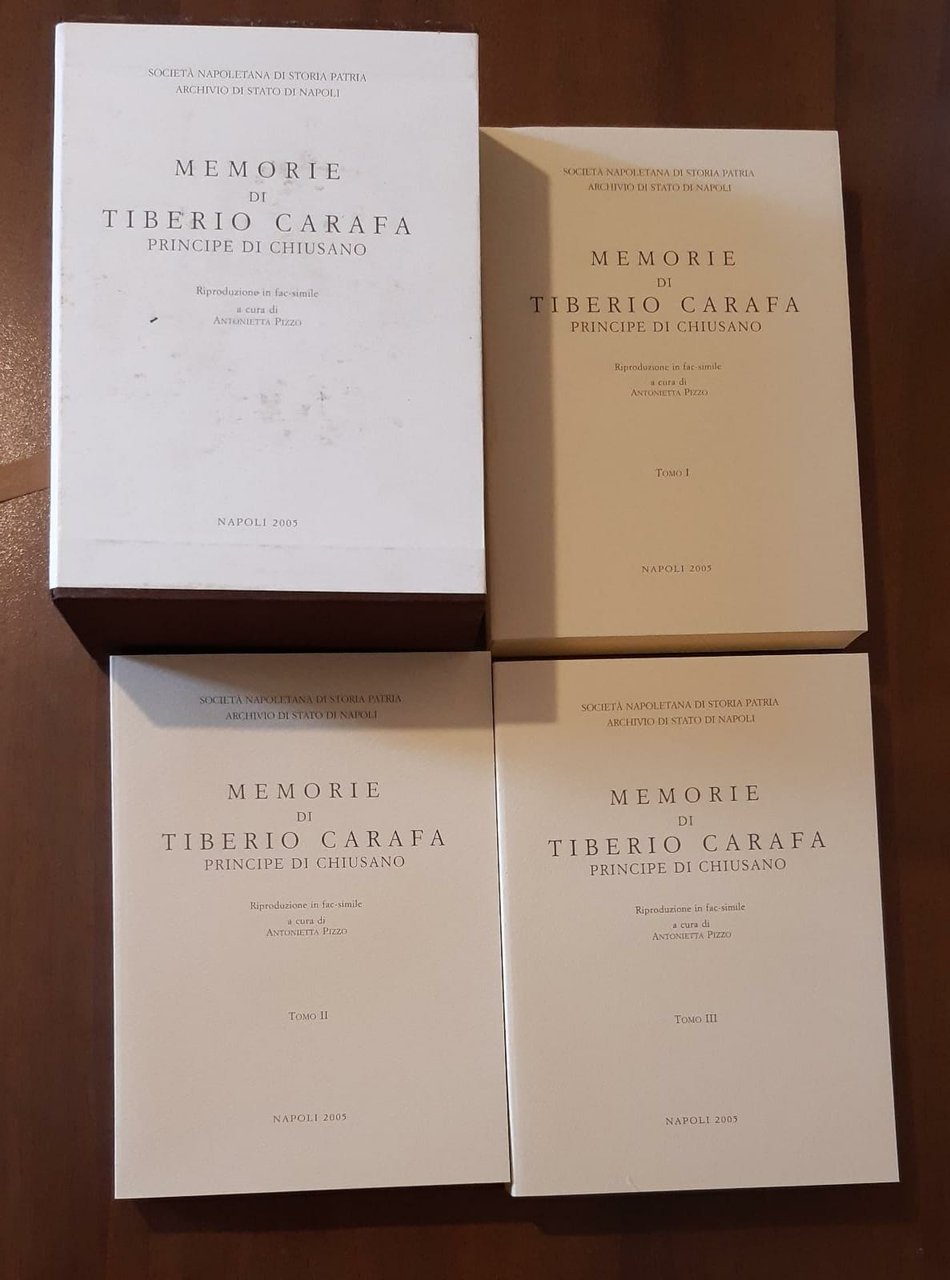 SOCIETÀ NAPOLETANA DI STORIA PATRIA
ARCHIVIO DI STATO DI NAPOLI
MEMORIE
DI
TIBERIO CARAFA
PRINCIPE DI CHIUSANO
Riproduzione in fac-simile
a cura di
Antonietta Pizzo
NAPOLI 2005
SOCIETÀ NAPOLETANA DI STORIA PATRIA
ARCHIVIO DI STATO DI NAPOLI
MEMORIE
DI
TIBERIO CARAFA
PRINCIPE DI CHIUSANO
Riproduzione in fac-simile
a cura di
Antonietta Pizzo
Tomo I
NAPOLI 2005
SOCIETÀ NAPOLETANA DI STORIA PATRIA
ARCHIVIO DI STATO DI NAPOLI
MEMORIE
DI
TIBERIO CARAFA
PRINCIPE DI CHIUSANO
Riproduzione in fac-simile
a cura di
Antonietta Pizzo
Tomo II
NAPOLI 2005
SOCIETÀ NAPOLETANA DI STORIA PATRIA
ARCHIVIO DI STATO DI NAPOLI
MEMORIE
DI
TIBERIO CARAFA
PRINCIPE DI CHIUSANO
Riproduzione in fac-simile
a cura di
Antonietta Pizzo
Tomo III
NAPOLI 2005